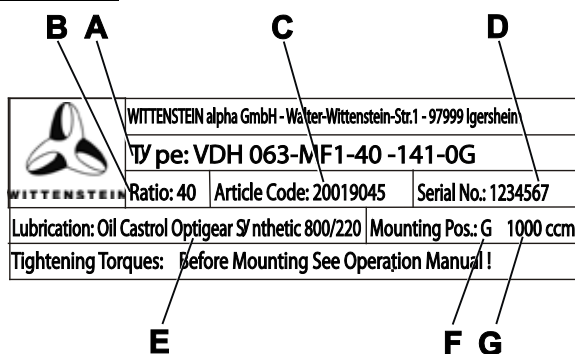 B A C D
WITTENSTEIN alpha GmbH - Walter-Wittenstein-Str.1 - 97999 Igersheim
Type: VDH 063-MF1-40 -141-0G
WITTENSTEIN
Ratio: 40 Article Code: 20019045 Serial No.: 1234567
Lubrication: Oil Castrol Optigear Synthetic 800/220 Mounting Pos.: G 1000 ccm
Tightening Torques: Before Mounting See Operation Manual !
E F G